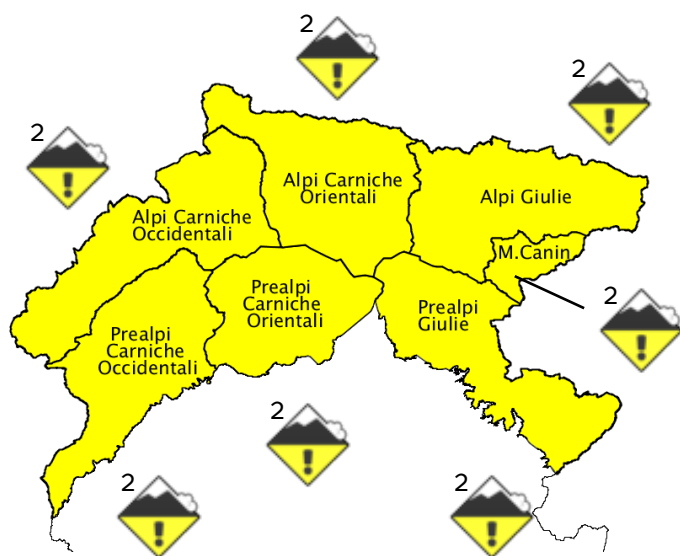 2
2
2
Alpi Carniche
Orientali
Alpi Giulie
Alpi Carniche
Occidentali
M.Canin
Prealpi
Carniche
Orientali
2
Prealpi
Giulie
Prealpi
Carniche
Occidentali
2
2
2